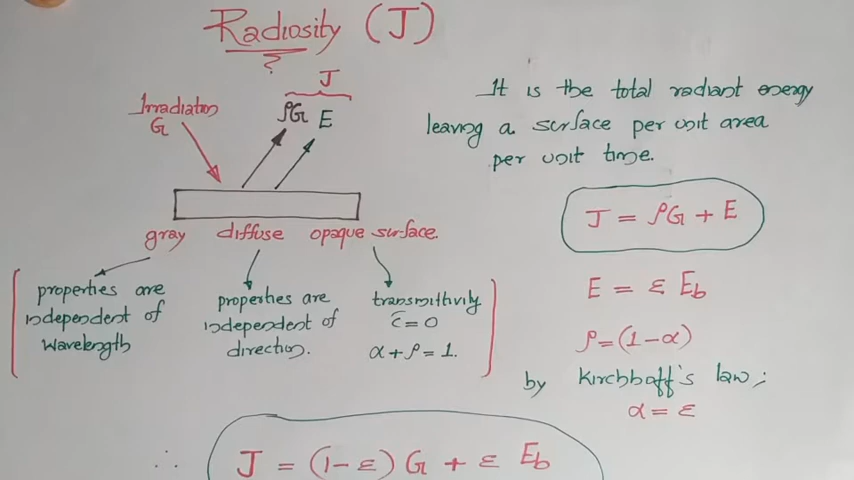 Radiosity (J)
?
J
Irradiation
G
ρG E
It is the total radiant energy
leaving a surface per unit area
per unit time.
J = ρG + E
gray diffuse opaque surface.
properties are
independent of
wavelength
properties are
independent of
direction.
transmittivity
τ = 0
α + ρ = 1.
E = ε Eb
ρ = (1-α)
by Kirchhoff's law;
α = ε
∴ J = (1-ε) G + ε Eb